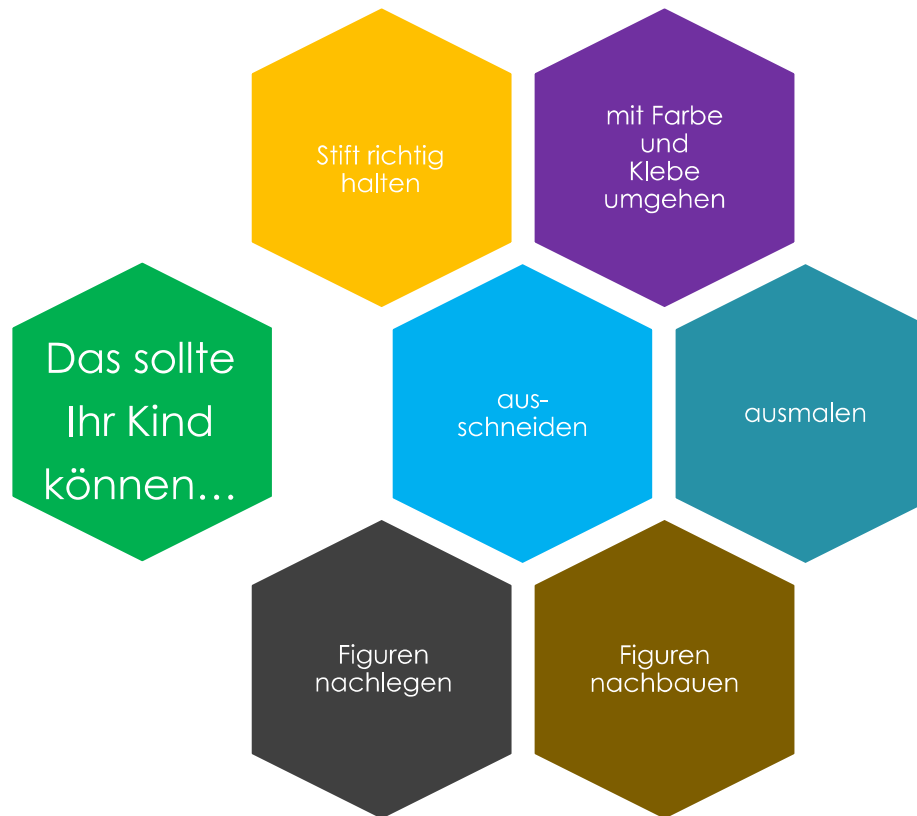 Das sollte
Ihr Kind
können…
Stift richtig
halten
mit Farbe
und
Klebe
umgehen
aus-
schneiden
ausmalen
Figuren
nachlegen
Figuren
nachbauen